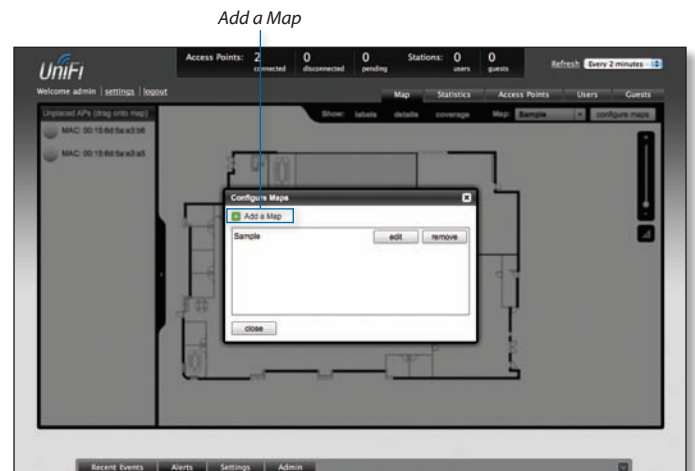 Add a Map
UniFi
Access Points: 2 connected 0 disconnected 0 pending Stations: 0 users 0 guests
Refresh Every 2 minutes
Welcome admin | settings | logout
Map Statistics Access Points Users Guests
Unplaced APs (drag onto map)
Show: labels details coverage Map: Sample configure maps
MAC: 00:15:6d:5a:a3:b6
MAC: 00:15:6d:5a:a3:a5
Configure Maps
Add a Map
Sample edit remove
close
Recent Events Alerts Settings Admin